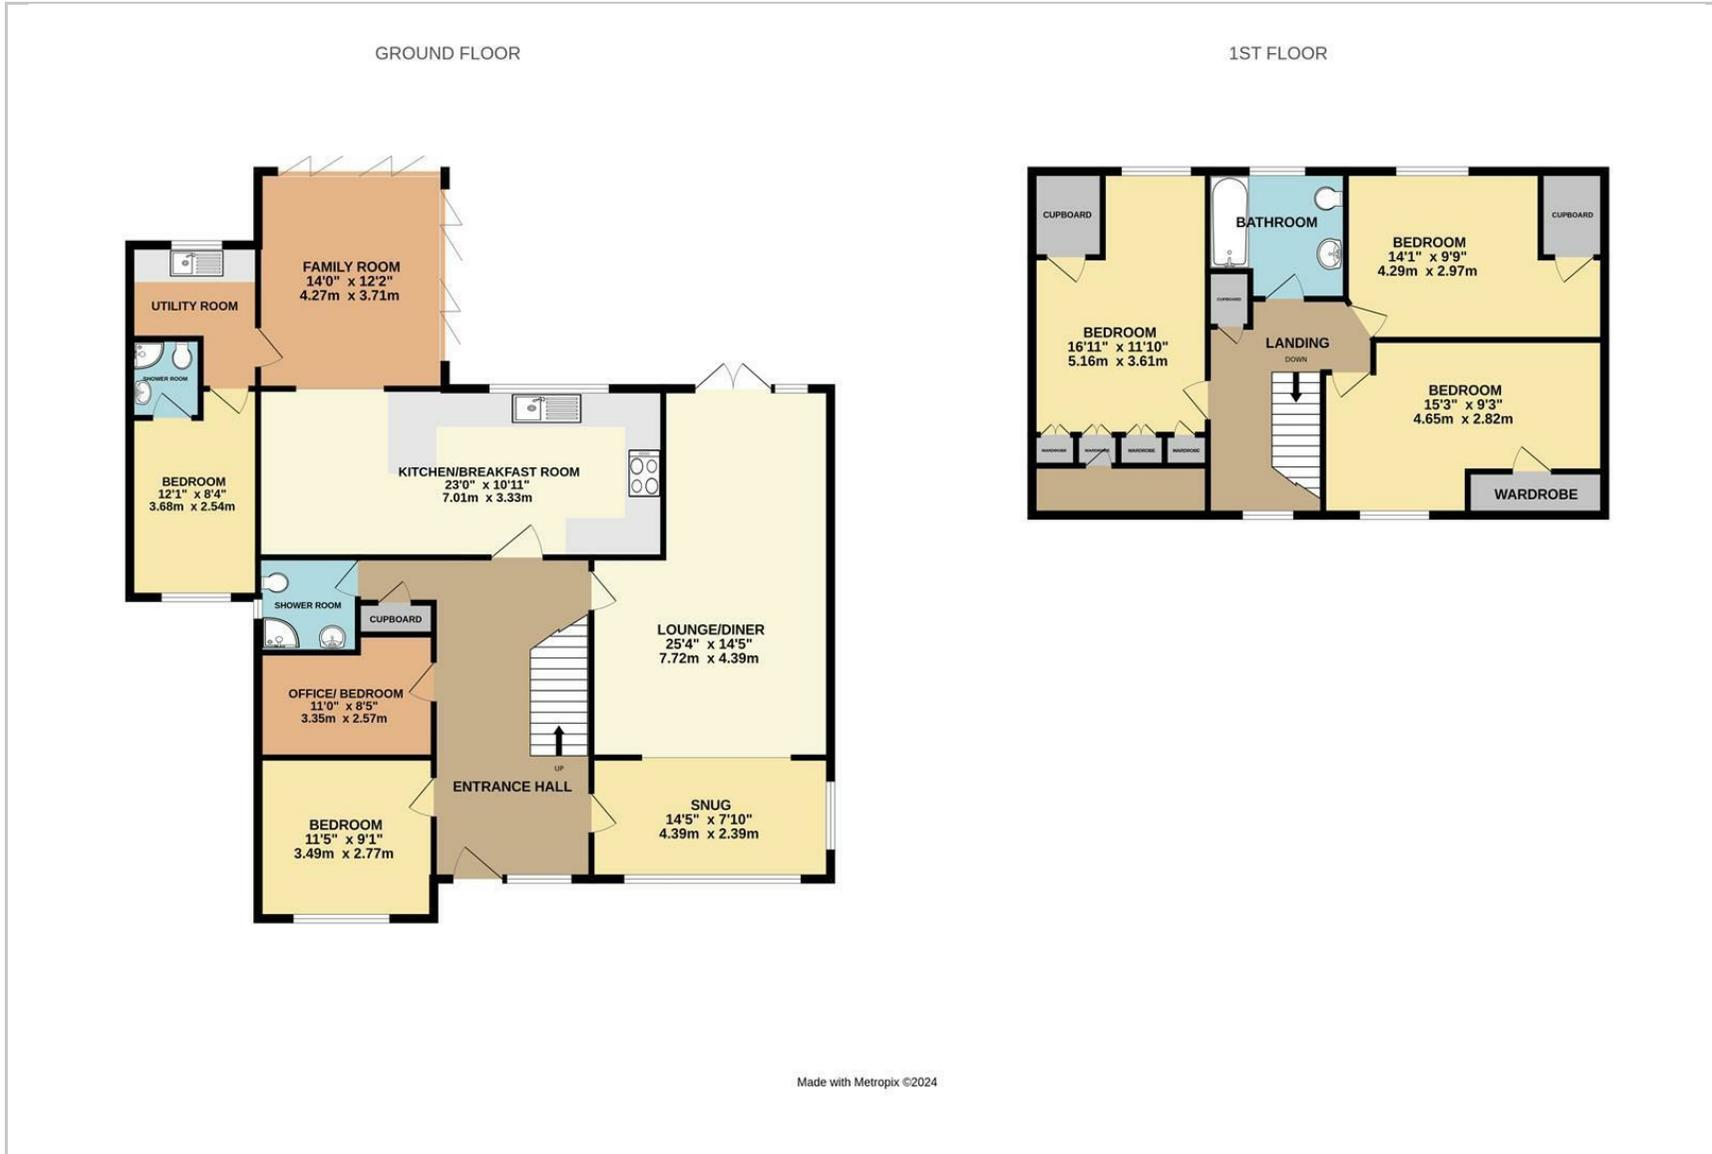 GROUND FLOOR
1ST FLOOR
FAMILY ROOM
14'0" x 12'2"
4.27m x 3.71m
UTILITY ROOM
SHOWER ROOM
BEDROOM
12'1" x 8'4"
3.68m x 2.54m
KITCHEN/BREAKFAST ROOM
23'0" x 10'11"
7.01m x 3.33m
SHOWER ROOM
CUPBOARD
OFFICE/ BEDROOM
11'0" x 8'5"
3.35m x 2.57m
LOUNGE/DINER
25'4" x 14'5"
7.72m x 4.39m
UP
ENTRANCE HALL
BEDROOM
11'5" x 9'1"
3.49m x 2.77m
SNUG
14'5" x 7'10"
4.39m x 2.39m
CUPBOARD
BATHROOM
CUPBOARD
BEDROOM
14'1" x 9'9"
4.29m x 2.97m
CUPBOARD
BEDROOM
16'11" x 11'10"
5.16m x 3.61m
LANDING
DOWN
BEDROOM
15'3" x 9'3"
4.65m x 2.82m
WARDROBE
WARDROBE
WARDROBE
WARDROBE
WARDROBE
Made with Metropix ©2024